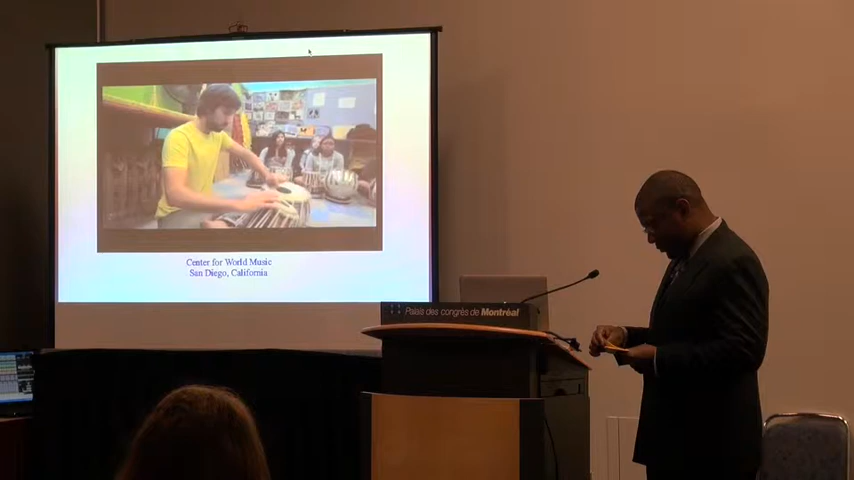 Center for World Music
San Diego, California
Palais des congrès de Montréal